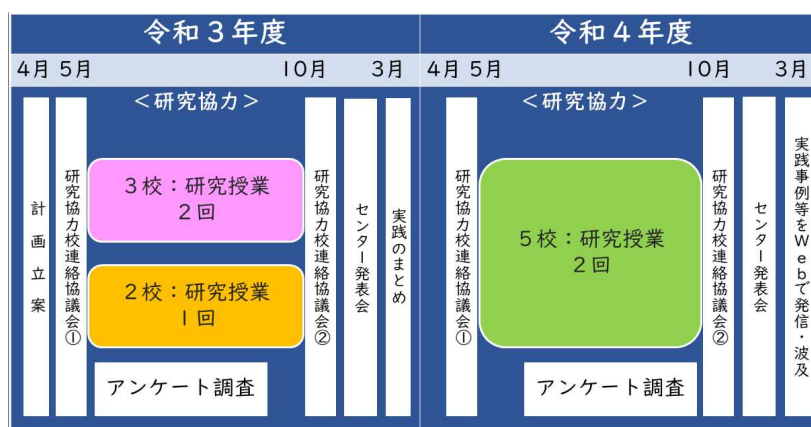 令和3年度
4月 5月 10月 3月
<研究協力>
計画立案
研究協力校連絡協議会①
3校：研究授業
2回
2校：研究授業
1回
アンケート調査
研究協力校連絡協議会②
センター発表会
実践のまとめ
令和4年度
4月 5月 10月 3月
<研究協力>
研究協力校連絡協議会①
5校：研究授業
2回
アンケート調査
研究協力校連絡協議会②
センター発表会
実践事例等をWebで発信・波及